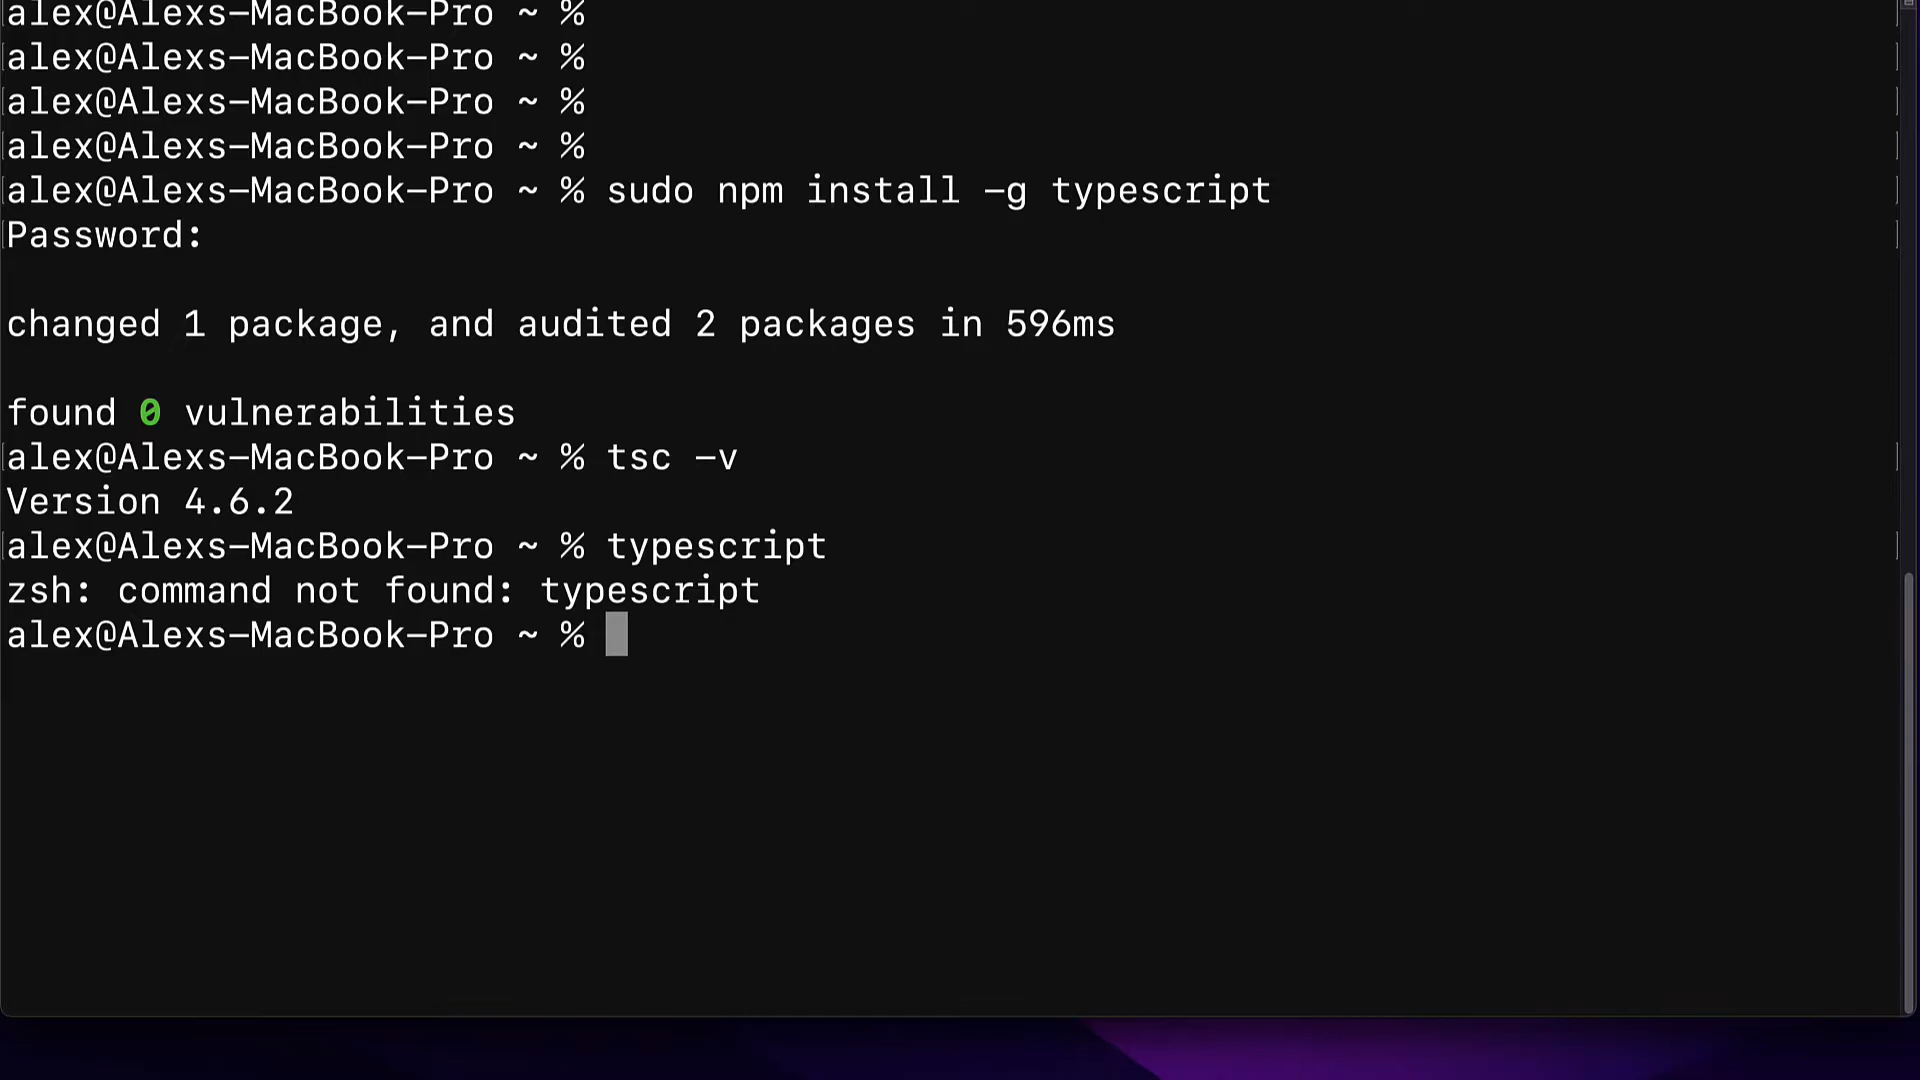 alex@Alexs-MacBook-Pro ~ %
alex@Alexs-MacBook-Pro ~ %
alex@Alexs-MacBook-Pro ~ %
alex@Alexs-MacBook-Pro ~ %
alex@Alexs-MacBook-Pro ~ % sudo npm install -g typescript
Password:
changed 1 package, and audited 2 packages in 596ms
found 0 vulnerabilities
alex@Alexs-MacBook-Pro ~ % tsc -v
Version 4.6.2
alex@Alexs-MacBook-Pro ~ % typescript
zsh: command not found: typescript
alex@Alexs-MacBook-Pro ~ %